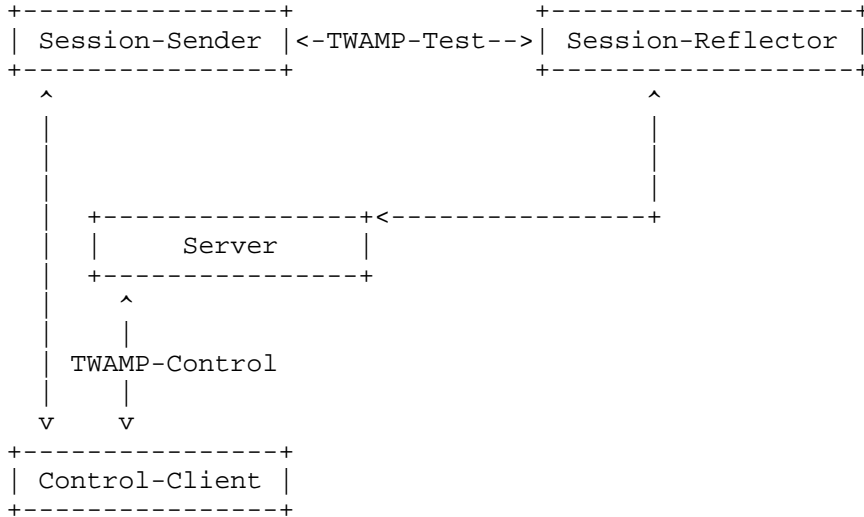 Session-Sender <-TWAMP-Test--> Session-Reflector
Server
TWAMP-Control
Control-Client